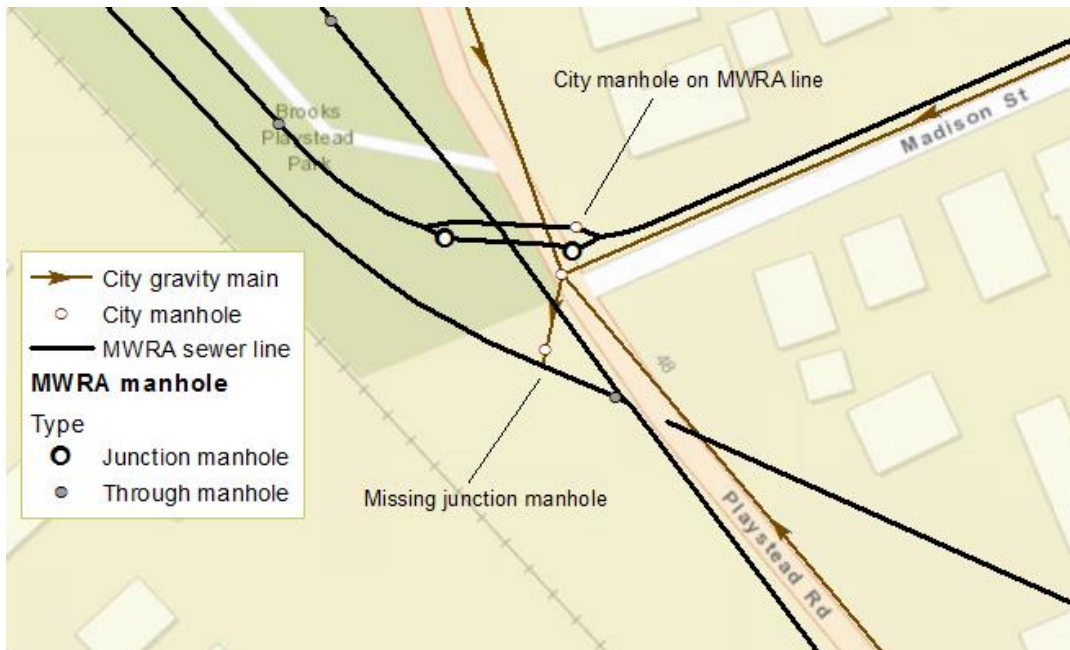 City manhole on MWRA line
Brooks
Playstead
Park
Madison St
City gravity main
City manhole
MWRA sewer line
MWRA manhole
Type
Junction manhole
Through manhole
48
Missing junction manhole
Playstead Rd